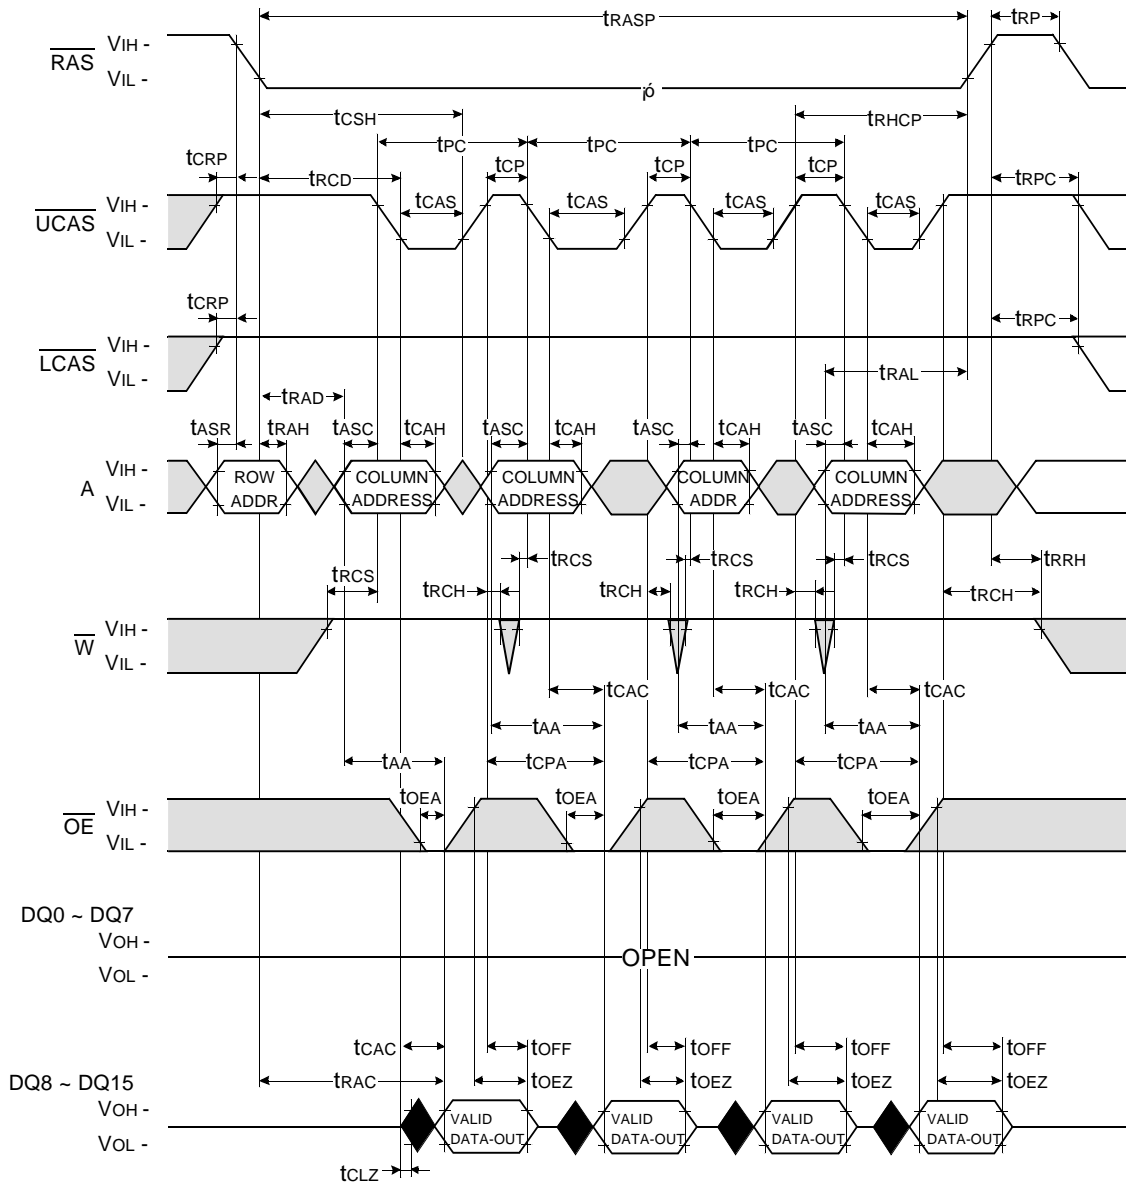 tRASP
tRP
RAS
VIH -
VIL -
¡ó
tCSH
tRHCP
tPC
tPC
tPC
tCRP
tRCD
tCP
tCP
tCP
tRPC
tCAS
tCAS
tCAS
tCAS
UCAS
VIH -
VIL -
tCRP
tRPC
LCAS
VIH -
VIL -
tRAL
tRAD
tASR
tRAH
tASC
tCAH
tASC
tCAH
tASC
tCAH
tASC
tCAH
A
VIH -
VIL -
ROW
ADDR
COLUMN
ADDRESS
COLUMN
ADDRESS
COLUMN
ADDR
COLUMN
ADDRESS
tRCS
tRCS
tRCS
tRCS
tRRH
tRCH
tRCH
tRCH
tRCH
W
VIH -
VIL -
tCAC
tCAC
tCAC
tAA
tAA
tAA
tAA
tCPA
tCPA
tCPA
tOEA
tOEA
tOEA
tOEA
OE
VIH -
VIL -
DQ0 ~ DQ7
VOH -
VOL -
OPEN
tCAC
tOFF
tOFF
tOFF
tOFF
tRAC
tOEZ
tOEZ
tOEZ
tOEZ
DQ8 ~ DQ15
VOH -
VOL -
VALID
DATA-OUT
VALID
DATA-OUT
VALID
DATA-OUT
VALID
DATA-OUT
tCLZ